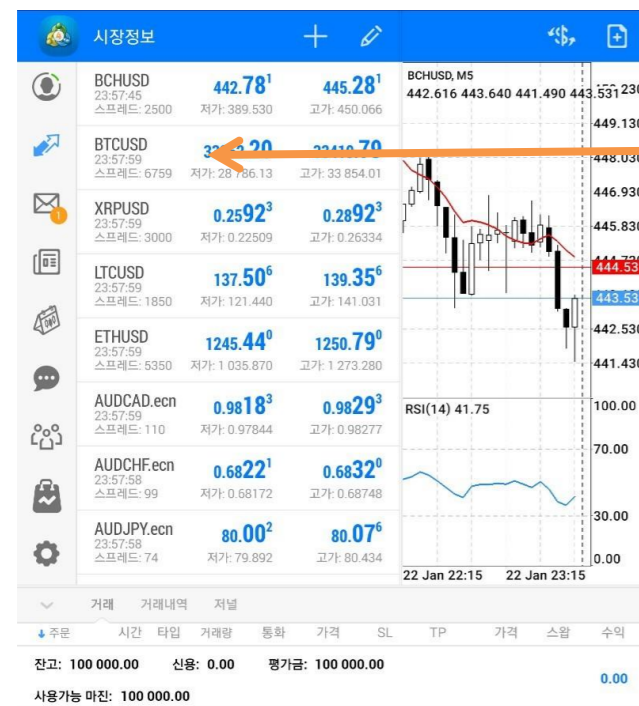 시장정보
BCHUSD
23:57:45
스프레드: 2500
442.78¹
저가: 389.530
445.28¹
고가: 450.066
BTCUSD
23:57:59
스프레드: 6759
저가: 28 786.13
고가: 33 854.01
XRPUSD
23:57:59
스프레드: 3000
0.2592³
저가: 0.22509
0.2892³
고가: 0.26334
LTCUSD
23:57:59
스프레드: 1850
137.50⁶
저가: 121.440
139.35⁶
고가: 141.031
ETHUSD
23:57:59
스프레드: 5350
1245.44⁰
저가: 1 035.870
1250.79⁰
고가: 1 273.280
AUDCAD.ecn
23:57:59
스프레드: 110
0.9818³
저가: 0.97844
0.9829³
고가: 0.98277
AUDCHF.ecn
23:57:58
스프레드: 99
0.6822¹
저가: 0.68172
0.6832⁰
고가: 0.68748
AUDJPY.ecn
23:57:58
스프레드: 74
80.00²
저가: 79.892
80.07⁶
고가: 80.434
BCHUSD, M5
442.616 443.640 441.490 443.531
449.130
448.030
446.930
445.830
444.53
443.53
442.530
441.430
RSI(14) 41.75
100.00
70.00
30.00
0.00
22 Jan 22:15 22 Jan 23:15
거래 거래내역 저널
주문 시간 타입 거래량 통화 가격 SL TP 가격 스왑 수익
잔고: 100 000.00 신용: 0.00 평가금: 100 000.00
0.00
사용가능 마진: 100 000.00